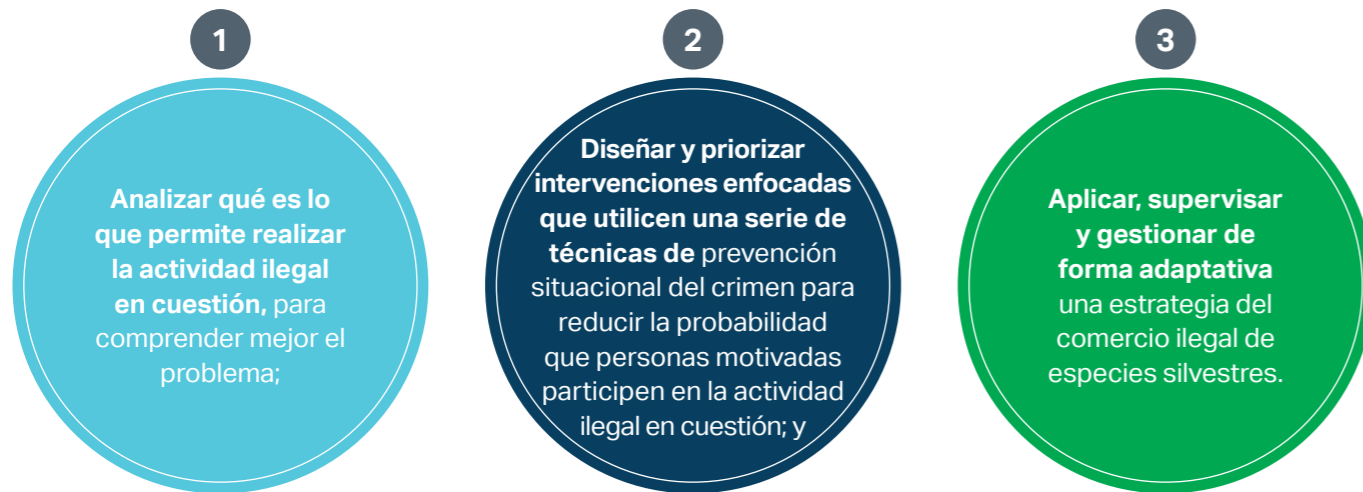 1
Analizar qué es lo
que permite realizar
la actividad ilegal
en cuestión, para
comprender mejor el
problema;
2
Diseñar y priorizar
intervenciones enfocadas
que utilicen una serie de
técnicas de prevención
situacional del crimen para
reducir la probabilidad
que personas motivadas
participen en la actividad
ilegal en cuestión; y
3
Aplicar, supervisar
y gestionar de
forma adaptativa
una estrategia del
comercio ilegal de
especies silvestres.